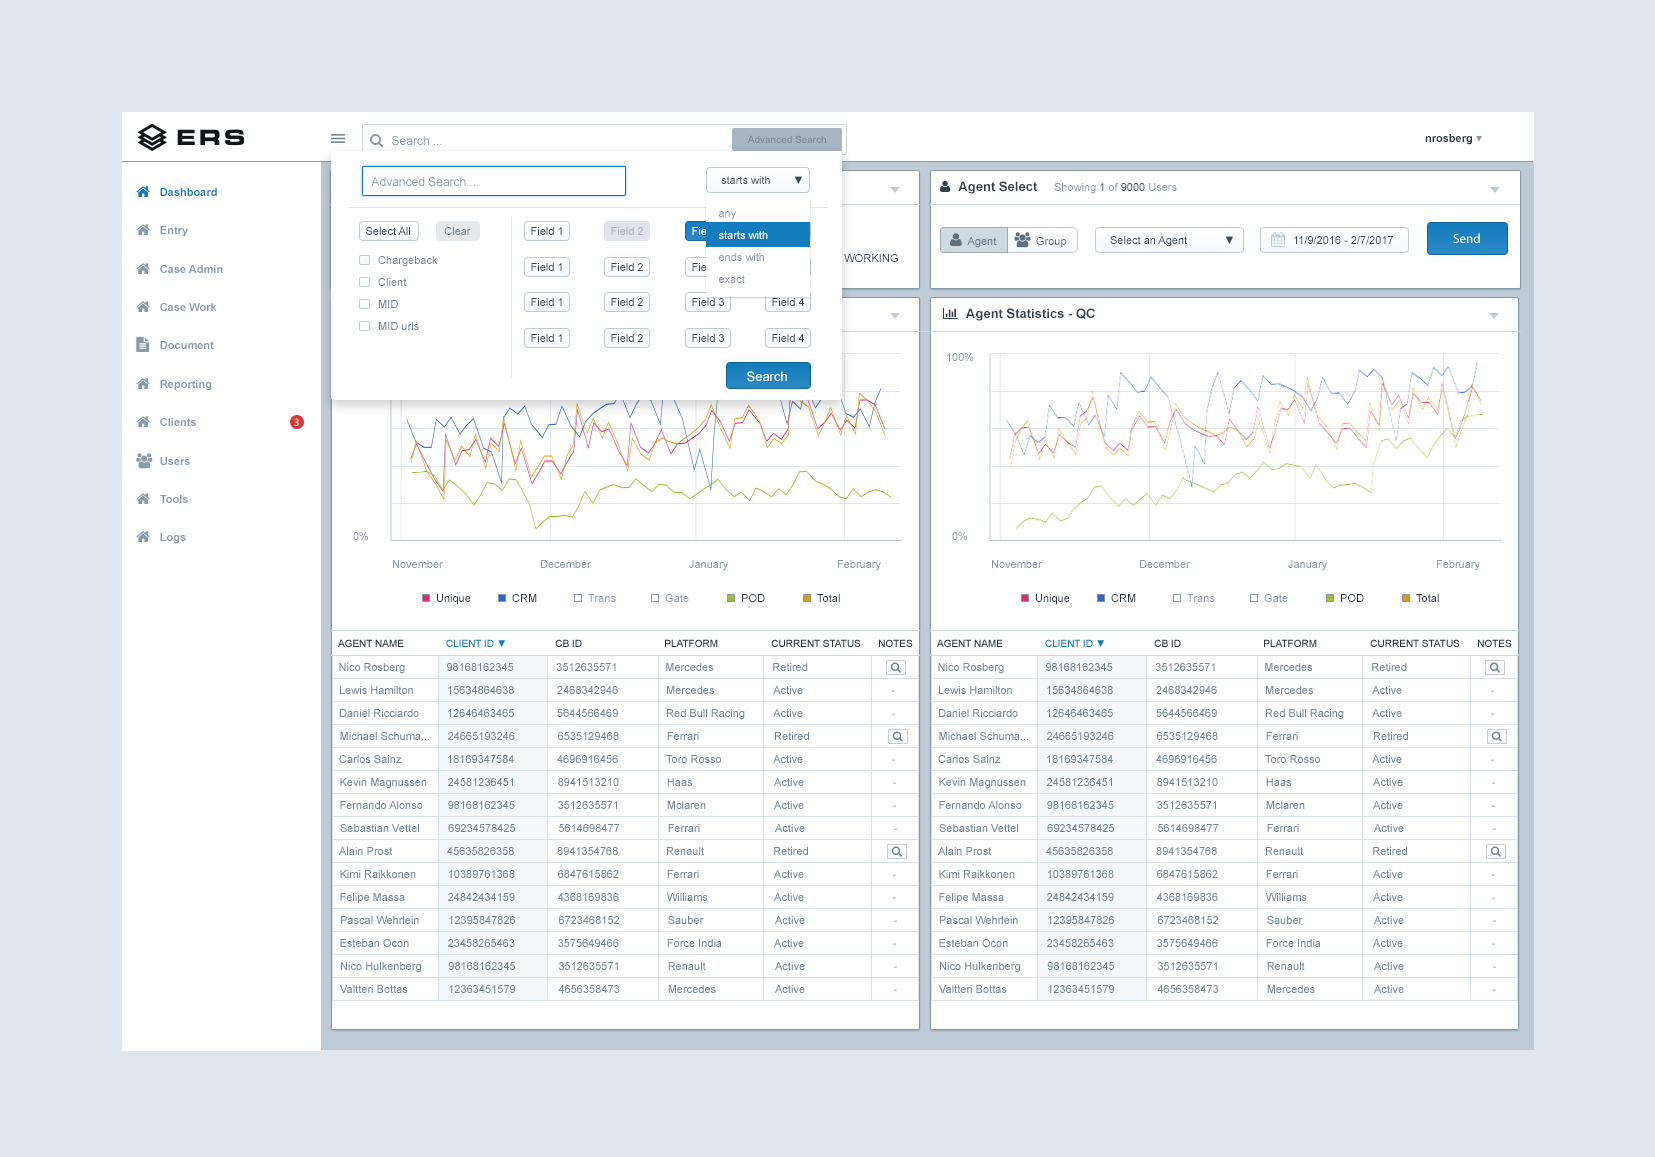 ERS
Search ...
Advanced Search
nrosberg
Dashboard
Entry
Case Admin
Case Work
Document
Reporting
Clients 3
Users
Tools
Logs
Advanced Search...
starts with
any
starts with
ends with
exact
Select All Clear
Chargeback
Client
MID
MID urls
Field 1 Field 2
Field 1 Field 2
Field 1 Field 2 Field 3 Field 4
Field 1 Field 2 Field 3 Field 4
Search
WORKING
Agent Select Showing 1 of 9000 Users
Agent Group Select an Agent 11/9/2016 - 2/7/2017 Send
0%
November December January February
Unique CRM Trans Gate POD Total
AGENT NAME CLIENT ID CB ID PLATFORM CURRENT STATUS NOTES
Nico Rosberg 98168162345 3512635571 Mercedes Retired
Lewis Hamilton 15634864638 2468342946 Mercedes Active -
Daniel Ricciardo 12646463465 5644566469 Red Bull Racing Active -
Michael Schuma... 24665193246 6535129468 Ferrari Retired
Carlos Sainz 18169347584 4696916456 Toro Rosso Active -
Kevin Magnussen 24581236451 8941513210 Haas Active -
Fernando Alonso 98168162345 3512635571 Mclaren Active -
Sebastian Vettel 69234578425 5614698477 Ferrari Active -
Alain Prost 45635826358 8941354768 Renault Retired
Kimi Raikkonen 10389761368 6847615862 Ferrari Active -
Felipe Massa 24842434159 4368169836 Williams Active -
Pascal Wehrlein 12395847826 6723468152 Sauber Active -
Esteban Ocon 23458265463 3575649466 Force India Active -
Nico Hulkenberg 98168162345 3512635571 Renault Active -
Valtteri Bottas 12363451579 4656358473 Mercedes Active -
Agent Statistics - QC
100%
0%
November December January February
Unique CRM Trans Gate POD Total
AGENT NAME CLIENT ID CB ID PLATFORM CURRENT STATUS NOTES
Nico Rosberg 98168162345 3512635571 Mercedes Retired
Lewis Hamilton 15634864638 2468342946 Mercedes Active -
Daniel Ricciardo 12646463465 5644566469 Red Bull Racing Active -
Michael Schuma... 24665193246 6535129468 Ferrari Retired
Carlos Sainz 18169347584 4696916456 Toro Rosso Active -
Kevin Magnussen 24581236451 8941513210 Haas Active -
Fernando Alonso 98168162345 3512635571 Mclaren Active -
Sebastian Vettel 69234578425 5614698477 Ferrari Active -
Alain Prost 45635826358 8941354768 Renault Retired
Kimi Raikkonen 10389761368 6847615862 Ferrari Active -
Felipe Massa 24842434159 4368169836 Williams Active -
Pascal Wehrlein 12395847826 6723468152 Sauber Active -
Esteban Ocon 23458265463 3575649466 Force India Active -
Nico Hulkenberg 98168162345 3512635571 Renault Active -
Valtteri Bottas 12363451579 4656358473 Mercedes Active -